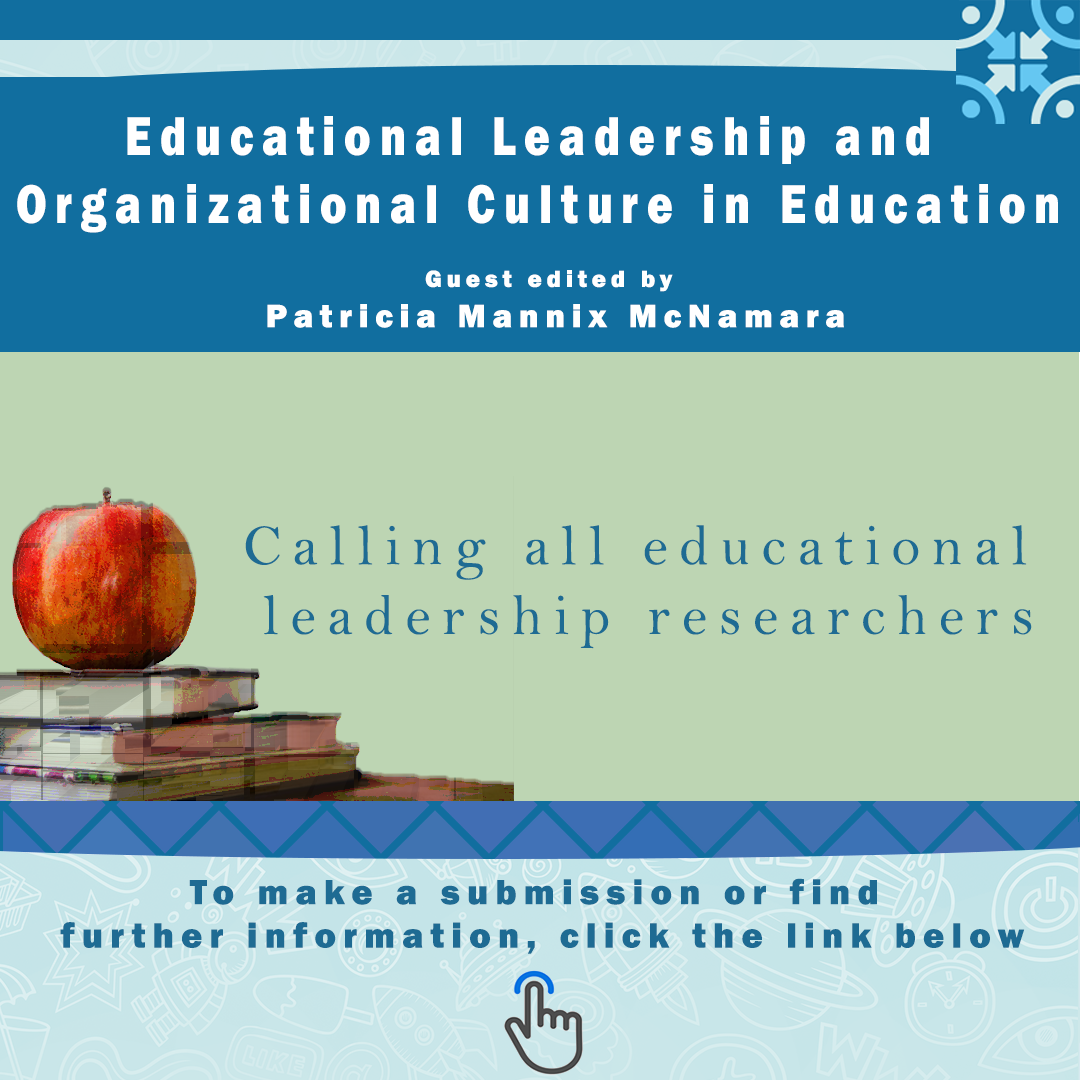 Educational Leadership and
Organizational Culture in Education
Guest edited by
Patricia Mannix McNamara
Calling all educational
leadership researchers
To make a submission or find
further information, click the link below
LIKE